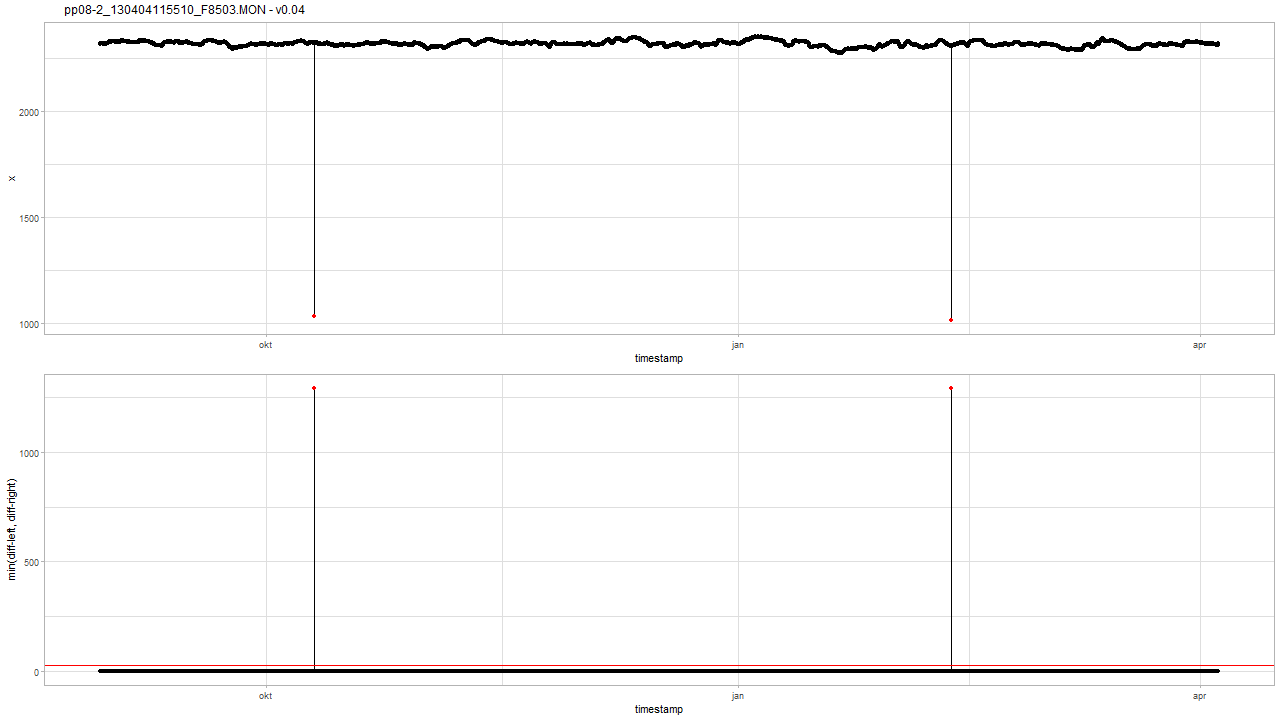 pp08-2_130404115510_F8503.MON - v0.04
x
2000
1500
1000
okt
jan
apr
timestamp
min(diff-left, diff-right)
1000
500
0
okt
jan
apr
timestamp